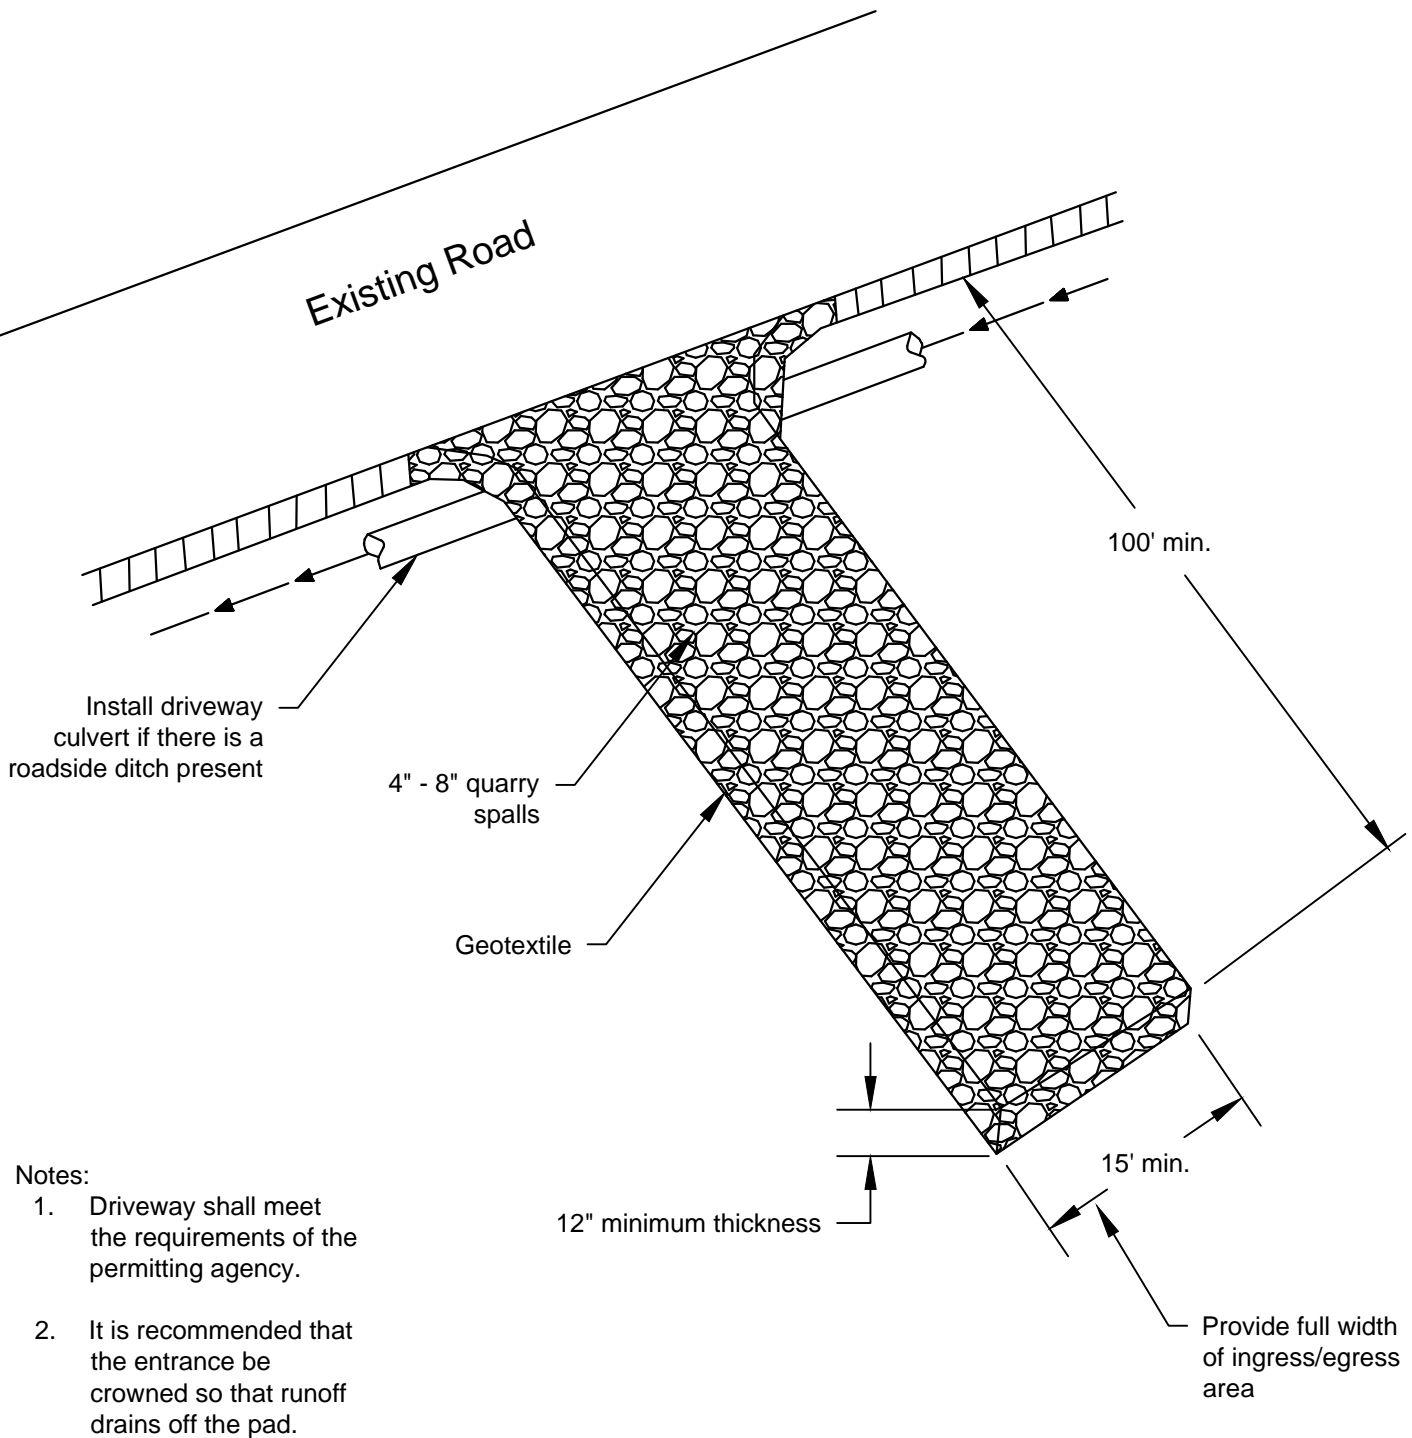 Existing Road
100' min.
Install driveway
culvert if there is a
roadside ditch present
4" - 8" quarry
spalls
Geotextile
15' min.
12" minimum thickness
Provide full width
of ingress/egress
area
Notes:
1. Driveway shall meet
the requirements of the
permitting agency.
2. It is recommended that
the entrance be
crowned so that runoff
drains off the pad.